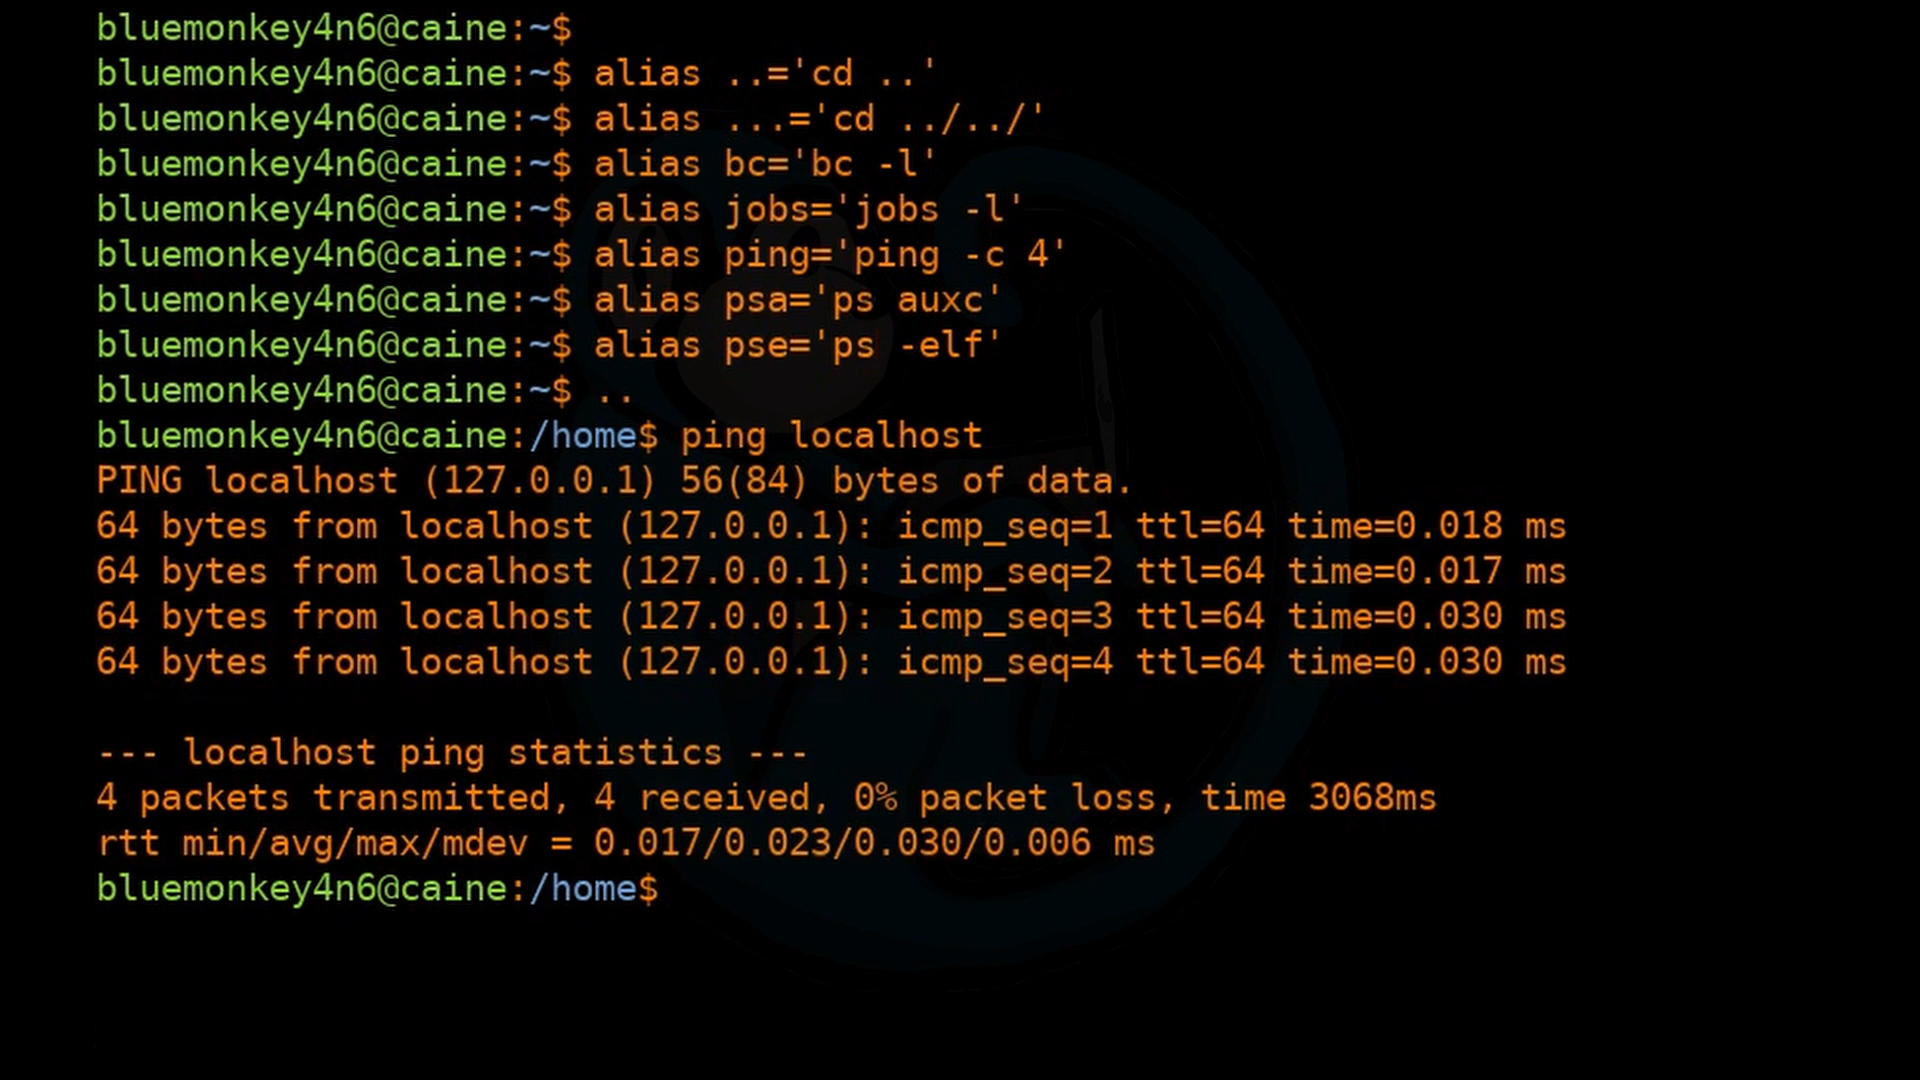 bluemonkey4n6@caine:~$
bluemonkey4n6@caine:~$ alias ..='cd ..'
bluemonkey4n6@caine:~$ alias ...='cd ../../'
bluemonkey4n6@caine:~$ alias bc='bc -l'
bluemonkey4n6@caine:~$ alias jobs='jobs -l'
bluemonkey4n6@caine:~$ alias ping='ping -c 4'
bluemonkey4n6@caine:~$ alias psa='ps auxc'
bluemonkey4n6@caine:~$ alias pse='ps -elf'
bluemonkey4n6@caine:~$ ..
bluemonkey4n6@caine:/home$ ping localhost
PING localhost (127.0.0.1) 56(84) bytes of data.
64 bytes from localhost (127.0.0.1): icmp_seq=1 ttl=64 time=0.018 ms
64 bytes from localhost (127.0.0.1): icmp_seq=2 ttl=64 time=0.017 ms
64 bytes from localhost (127.0.0.1): icmp_seq=3 ttl=64 time=0.030 ms
64 bytes from localhost (127.0.0.1): icmp_seq=4 ttl=64 time=0.030 ms
--- localhost ping statistics ---
4 packets transmitted, 4 received, 0% packet loss, time 3068ms
rtt min/avg/max/mdev = 0.017/0.023/0.030/0.006 ms
bluemonkey4n6@caine:/home$